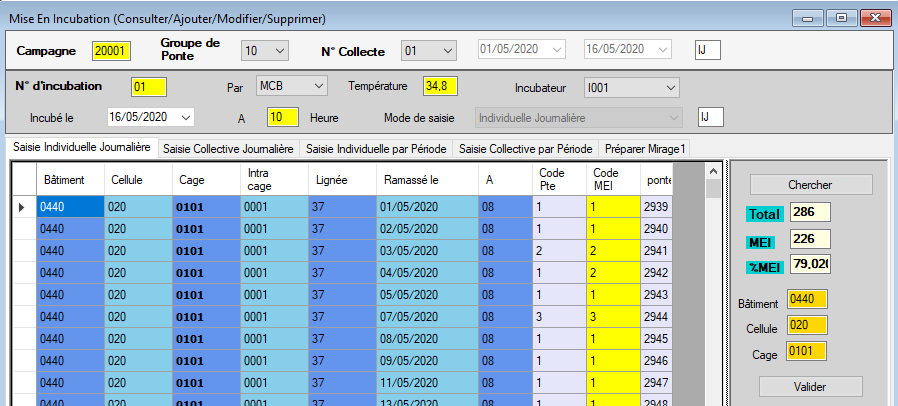 Mise En Incubation (Consulter/Ajouter/Modifier/Supprimer)
Campagne 20001 Groupe de Ponte 10 N° Collecte 01 01/05/2020 16/05/2020 IJ
N° d'incubation 01 Par MCB Température 34,8 Incubateur I001
Incubé le 16/05/2020 A 10 Heure Mode de saisie Individuelle Journalière IJ
Saisie Individuelle Journalière Saisie Collective Journalière Saisie Individuelle par Période Saisie Collective par Période Préparer Mirage1
Bâtiment Cellule Cage Intra cage Lignée Ramassé le A Code Pte Code MEI ponte
0440 020 0101 0001 37 01/05/2020 08 1 1 2939
0440 020 0101 0001 37 02/05/2020 08 1 1 2940
0440 020 0101 0001 37 03/05/2020 08 2 2 2941
0440 020 0101 0001 37 04/05/2020 08 1 2 2942
0440 020 0101 0001 37 05/05/2020 08 1 1 2943
0440 020 0101 0001 37 07/05/2020 08 3 3 2944
0440 020 0101 0001 37 08/05/2020 08 1 1 2945
0440 020 0101 0001 37 09/05/2020 08 1 1 2946
0440 020 0101 0001 37 11/05/2020 08 1 1 2947
0440 020 0101 0001 37 13/05/2020 08 1 1 2948
Chercher
Total 286
MEI 226
%MEI 79,020
Bâtiment 0440
Cellule 020
Cage 0101
Valider